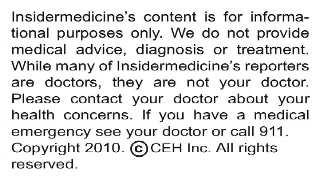 Insidermedicine's content is for informa-
tional purposes only. We do not provide
medical advice, diagnosis or treatment.
While many of Insidermedicine's reporters
are doctors, they are not your doctor.
Please contact your doctor about your
health concerns. If you have a medical
emergency see your doctor or call 911.
Copyright 2010. © CEH Inc. All rights
reserved.